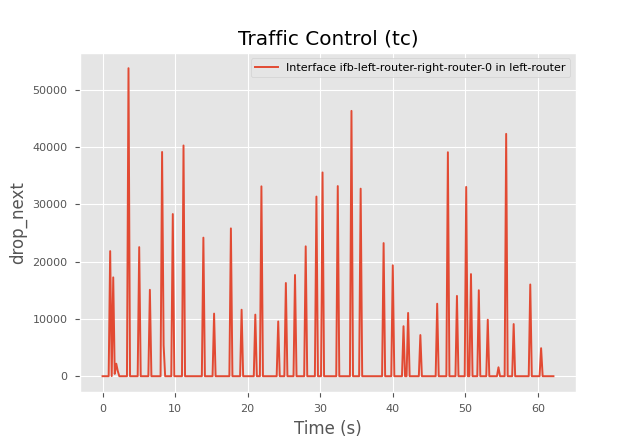 Traffic Control (tc)
Interface ifb-left-router-right-router-0 in left-router
drop_next
50000
40000
30000
20000
10000
0
0 10 20 30 40 50 60
Time (s)